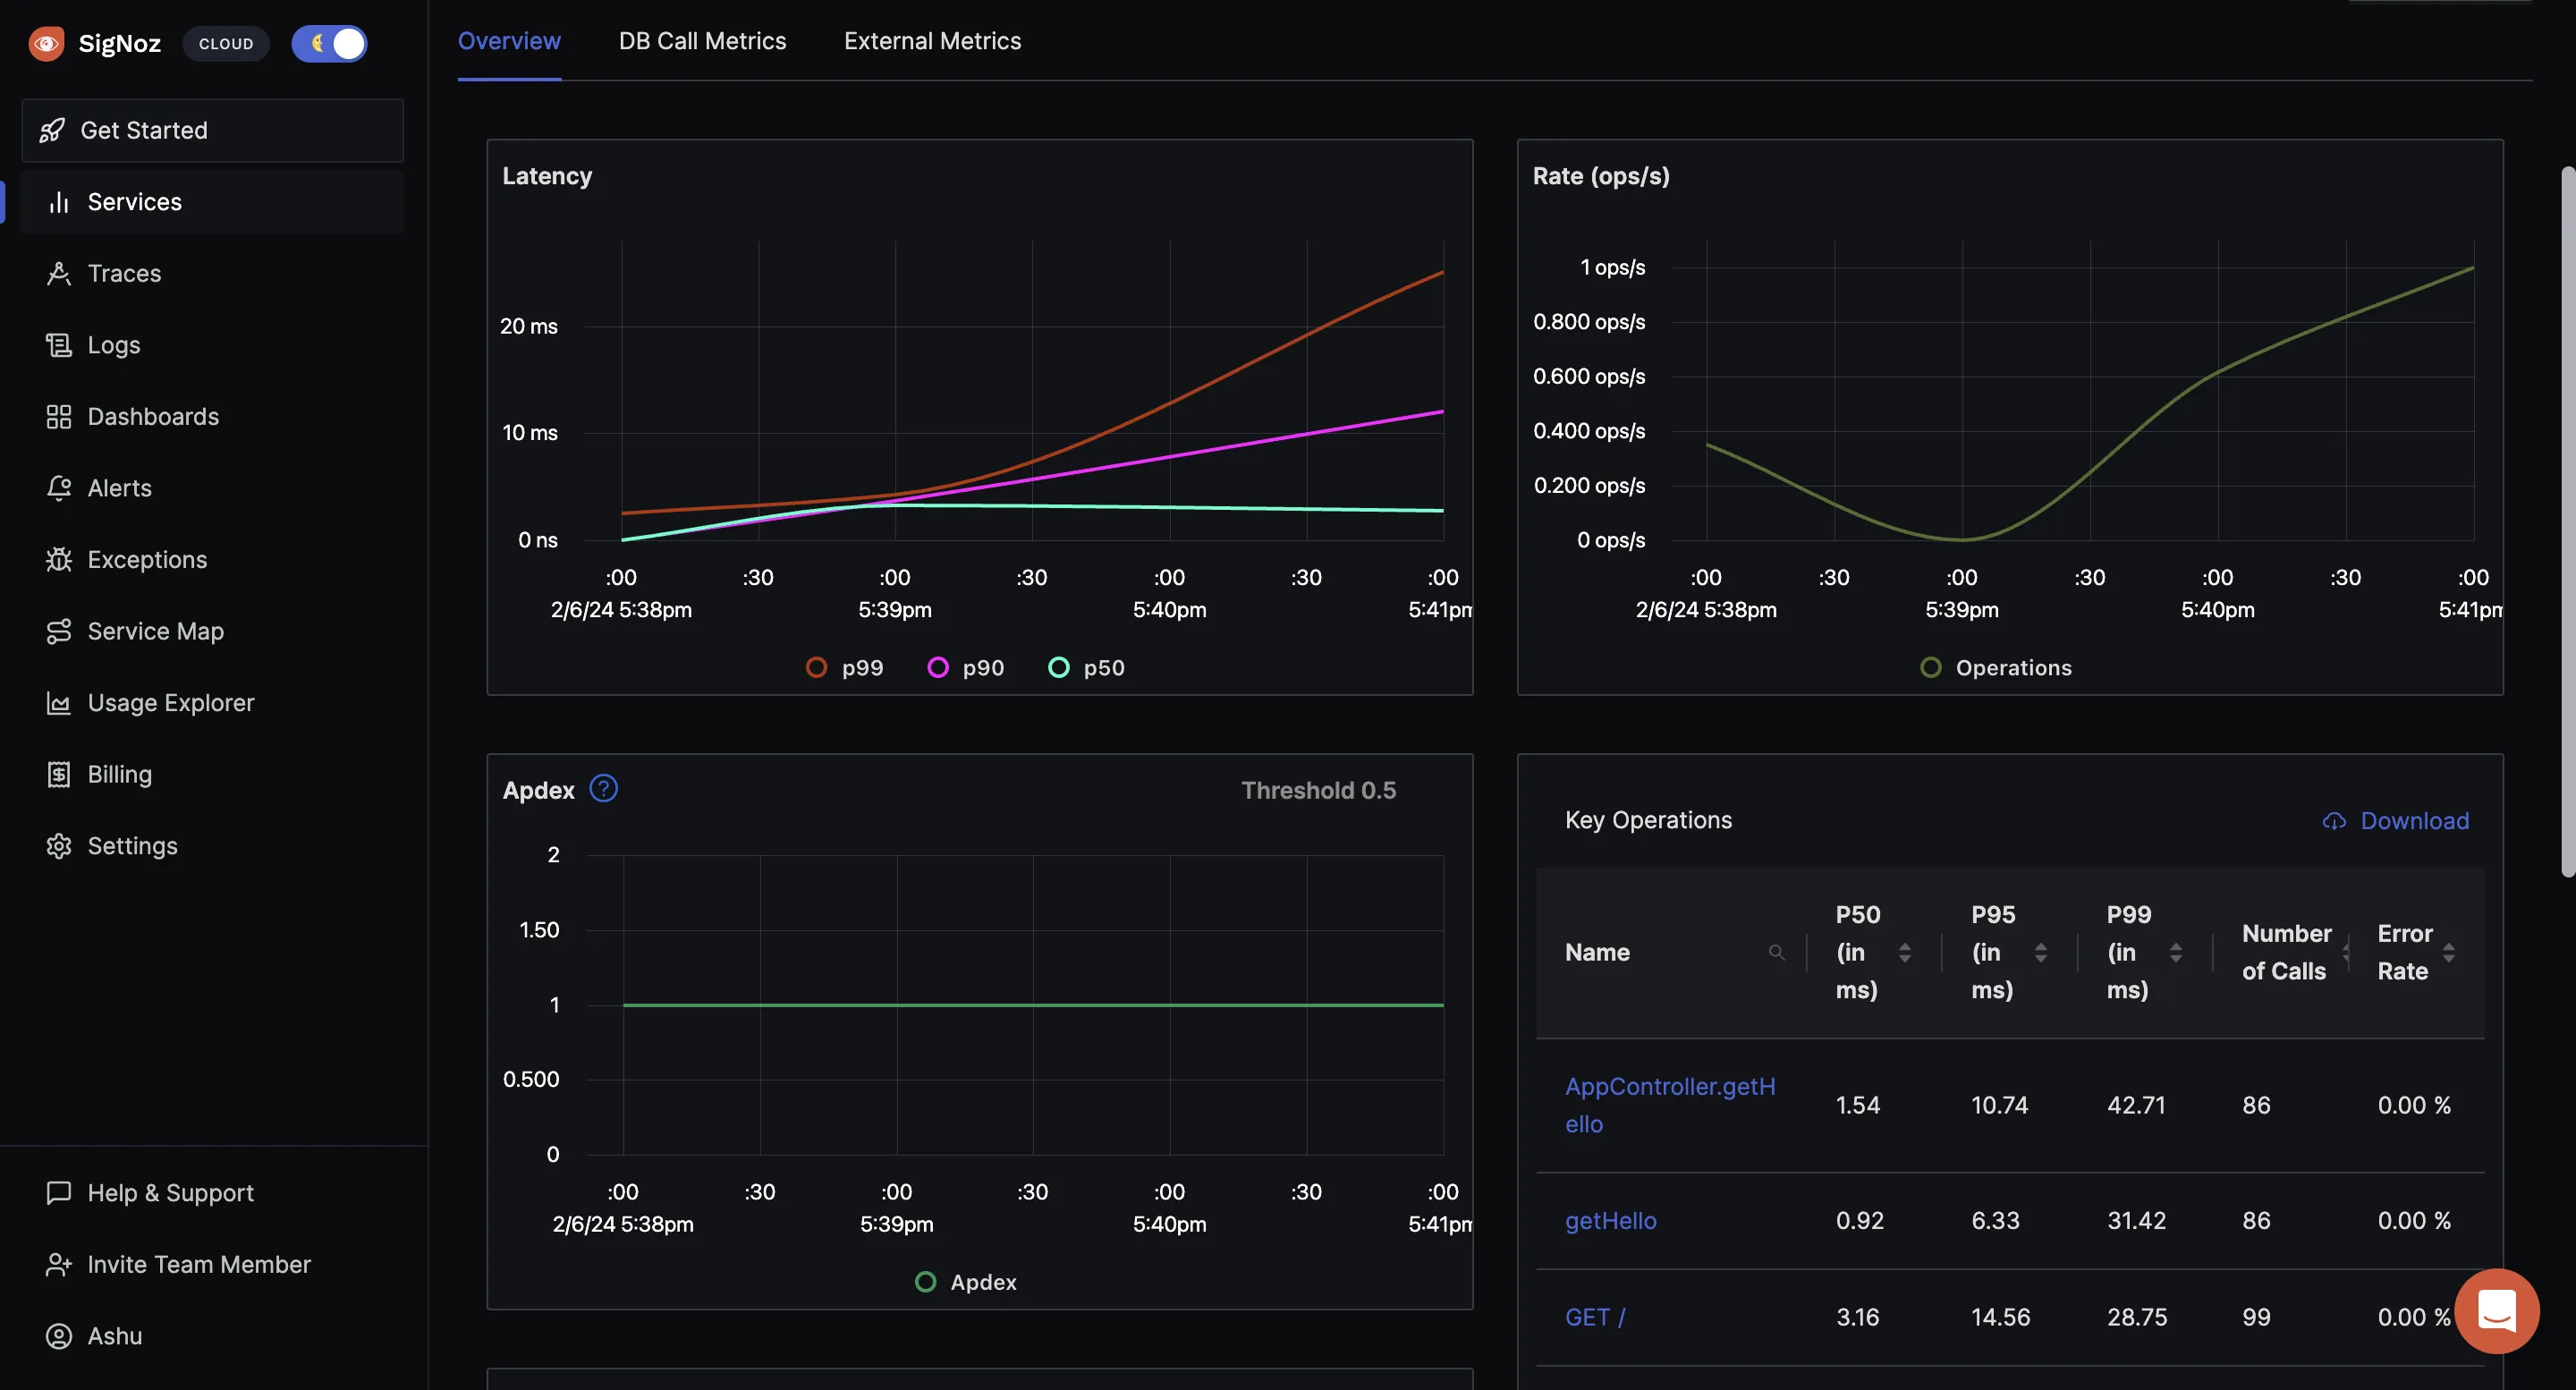 SigNoz CLOUD
Get Started
Services
Traces
Logs
Dashboards
Alerts
Exceptions
Service Map
Usage Explorer
Billing
Settings
Help & Support
Invite Team Member
Ashu
Overview DB Call Metrics External Metrics
Latency
20 ms
10 ms
0 ns
:00 :30 :00 :30 :00 :30 :00
2/6/24 5:38pm 5:39pm 5:40pm 5:41pm
p99 p90 p50
Rate (ops/s)
1 ops/s
0.800 ops/s
0.600 ops/s
0.400 ops/s
0.200 ops/s
0 ops/s
:00 :30 :00 :30 :00 :30 :00
2/6/24 5:38pm 5:39pm 5:40pm 5:41pm
Operations
Apdex ? Threshold 0.5
2
1.50
1
0.500
0
:00 :30 :00 :30 :00 :30 :00
2/6/24 5:38pm 5:39pm 5:40pm 5:41pm
Apdex
Key Operations Download
Name P50 (in ms) P95 (in ms) P99 (in ms) Number of Calls Error Rate
AppController.getH
ello 1.54 10.74 42.71 86 0.00 %
getHello 0.92 6.33 31.42 86 0.00 %
GET / 3.16 14.56 28.75 99 0.00 %